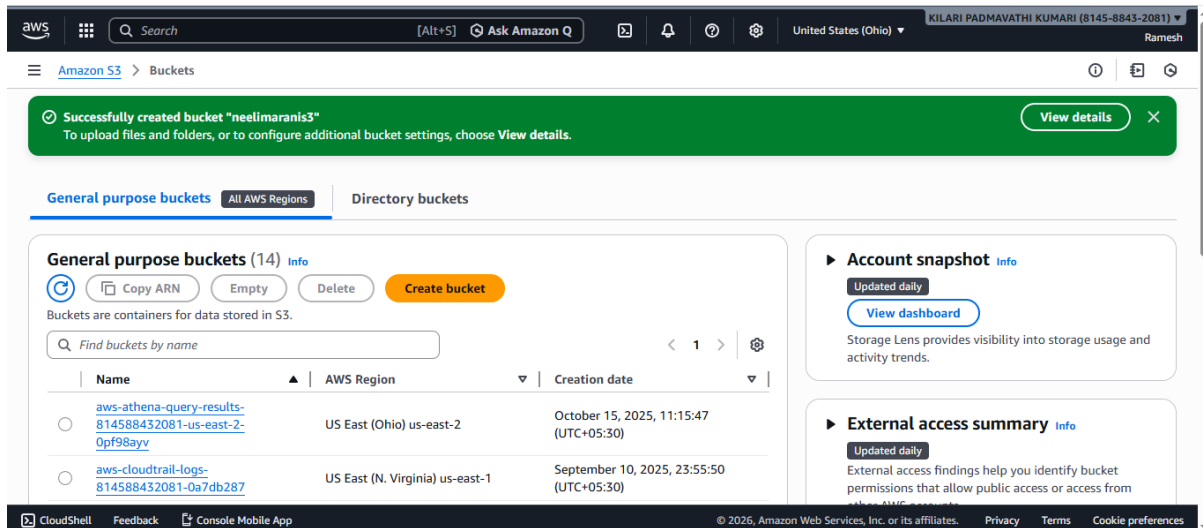 aws
Search
[Alt+S]
Ask Amazon Q
United States (Ohio) ▼
KILARI PADMAVATHI KUMARI (8145-8843-2081) ▼
Ramesh
Amazon S3 > Buckets
Successfully created bucket "neelimaranis3"
To upload files and folders, or to configure additional bucket settings, choose View details.
View details
General purpose buckets
All AWS Regions
Directory buckets
General purpose buckets (14) Info
Copy ARN
Empty
Delete
Create bucket
Buckets are containers for data stored in S3.
Find buckets by name
1
Name
AWS Region
Creation date
aws-athena-query-results-
814588432081-us-east-2-
0pf98ayv
US East (Ohio) us-east-2
October 15, 2025, 11:15:47
(UTC+05:30)
aws-cloudtrail-logs-
814588432081-0a7db287
US East (N. Virginia) us-east-1
September 10, 2025, 23:55:50
(UTC+05:30)
Account snapshot Info
Updated daily
View dashboard
Storage Lens provides visibility into storage usage and
activity trends.
External access summary Info
Updated daily
External access findings help you identify bucket
permissions that allow public access or access from
other AWS accounts
CloudShell
Feedback
Console Mobile App
© 2026, Amazon Web Services, Inc. or its affiliates.
Privacy
Terms
Cookie preferences